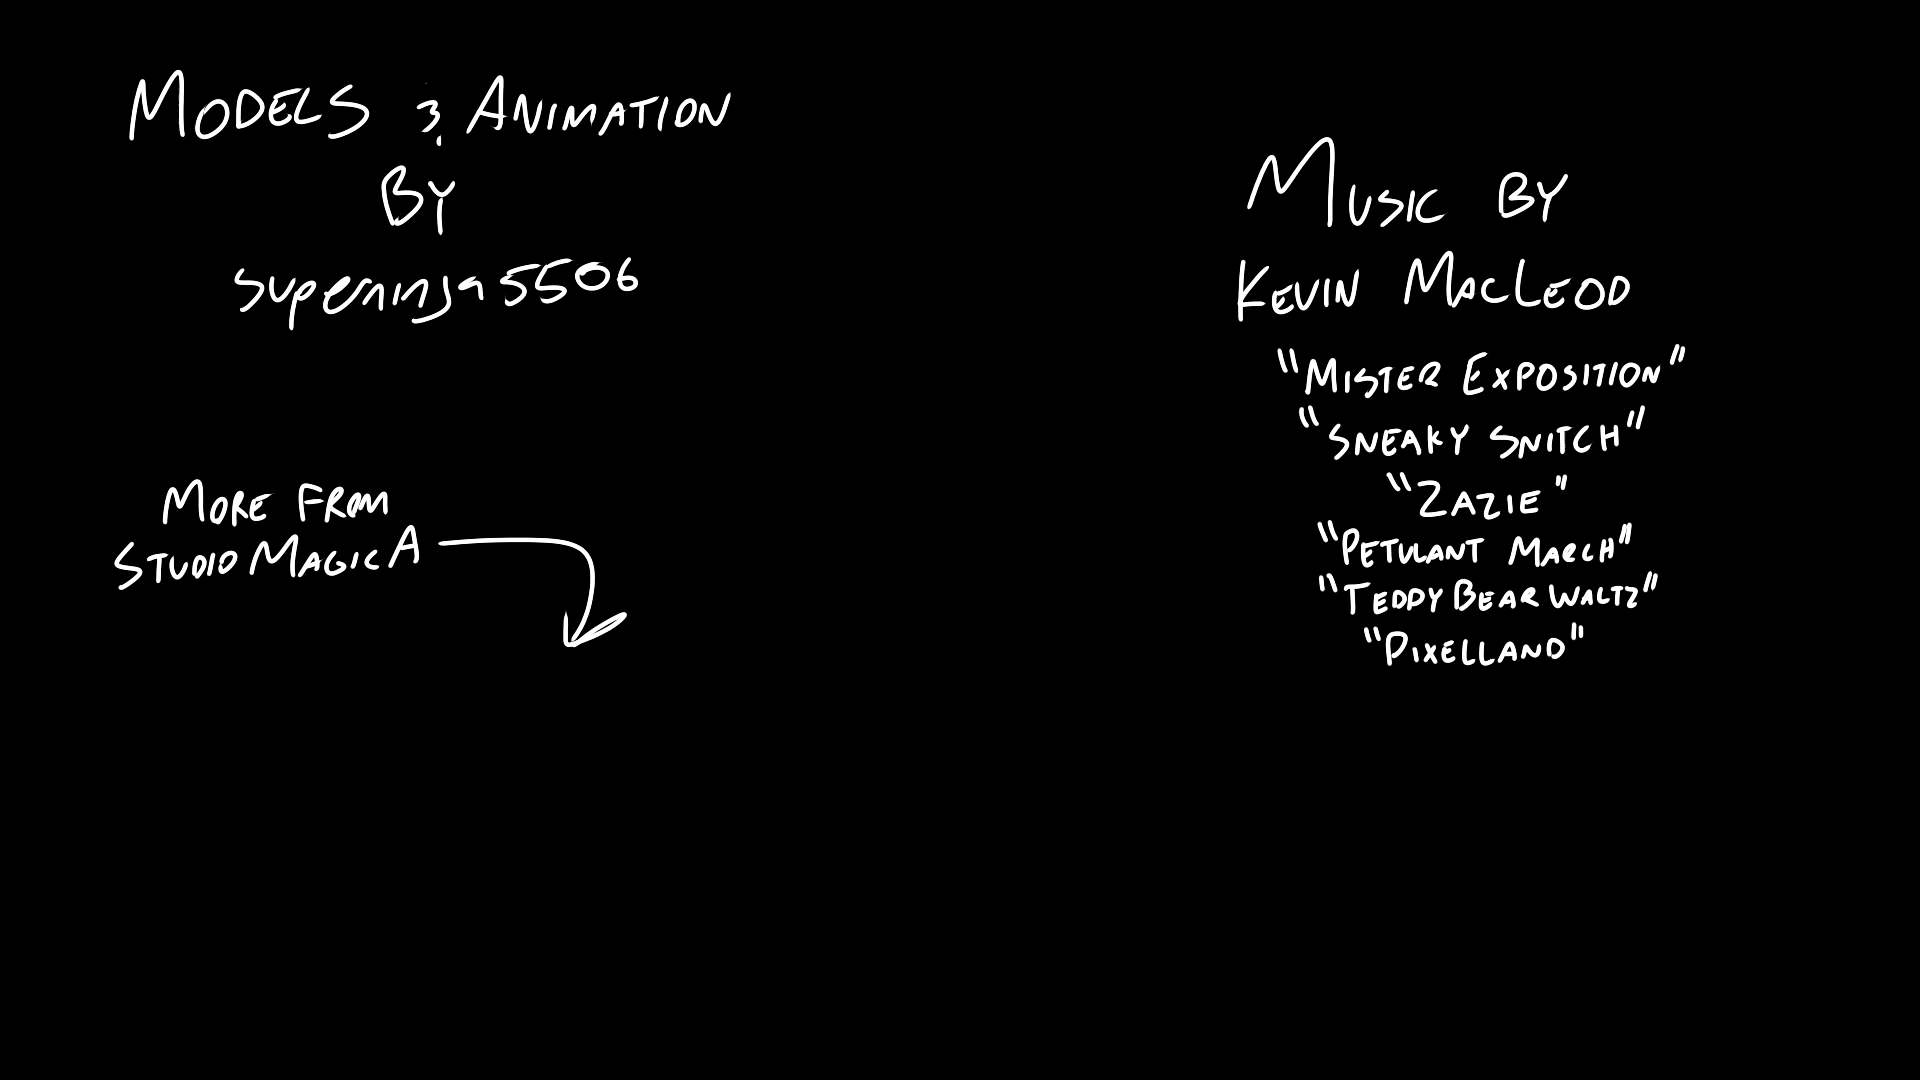 MODELS & ANIMATION
BY
superninja5506
MORE FROM
STUDIO MAGICA
MUSIC BY
KEVIN MACLEOD
"MISTER EXPOSITION"
"SNEAKY SNITCH"
"ZAZIE"
"PETULANT MARCH"
"TEDDY BEAR WALTZ"
"PIXELLAND"